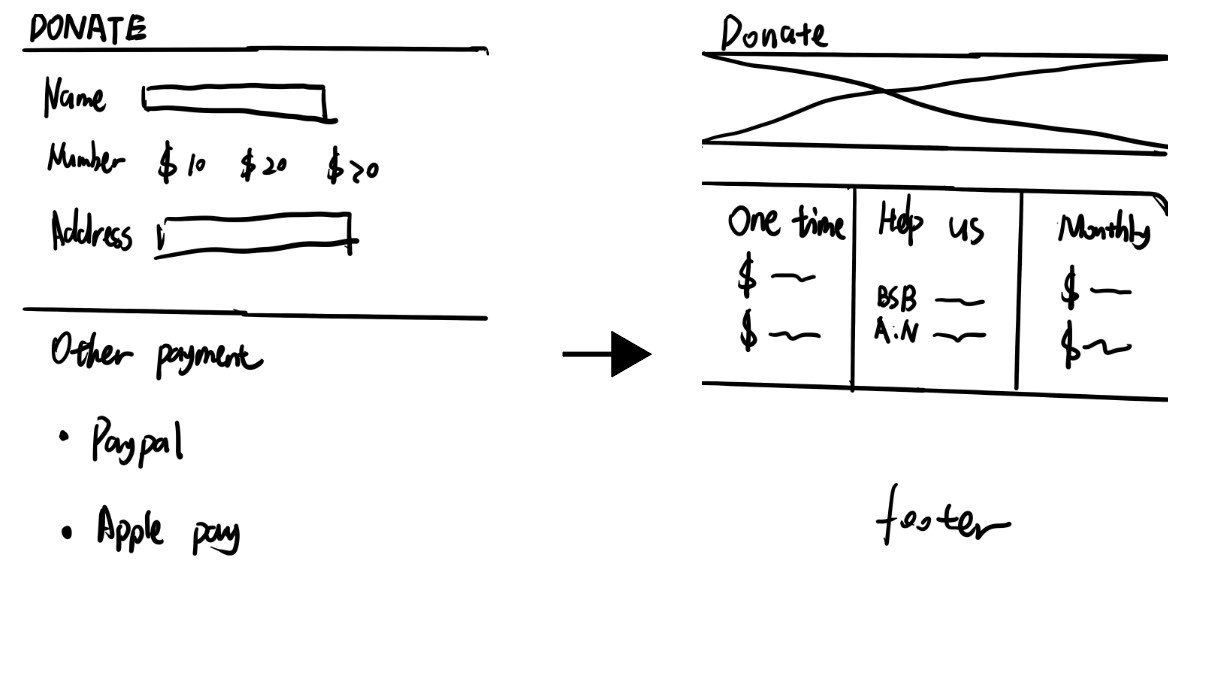 DONATE
Name
Number $10 $20 $>0
Address
Other payment
• Paypal
• Apple pay
Donate
One time
$
$
Help us
BSB
A.N
Monthly
$
$
footer